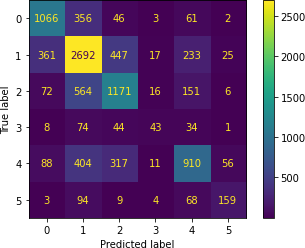 0 1066 356 46 3 61 2
1 361 2692 447 17 233 25
2 72 564 1171 16 151 6
3 8 74 44 43 34 1
4 88 404 317 11 910 56
5 3 94 9 4 68 159
0 1 2 3 4 5
Predicted label
True label
2500
2000
1500
1000
500